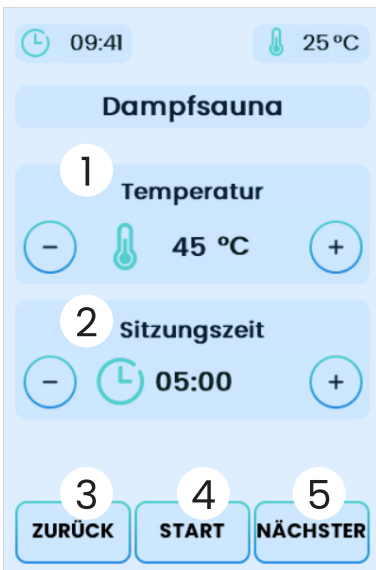 09:41 25 ºC
Dampfsauna
1
Temperatur
- 45 ºC +
2
Sitzungszeit
- 05:00 +
3 4 5
ZURÜCK START NÄCHSTER